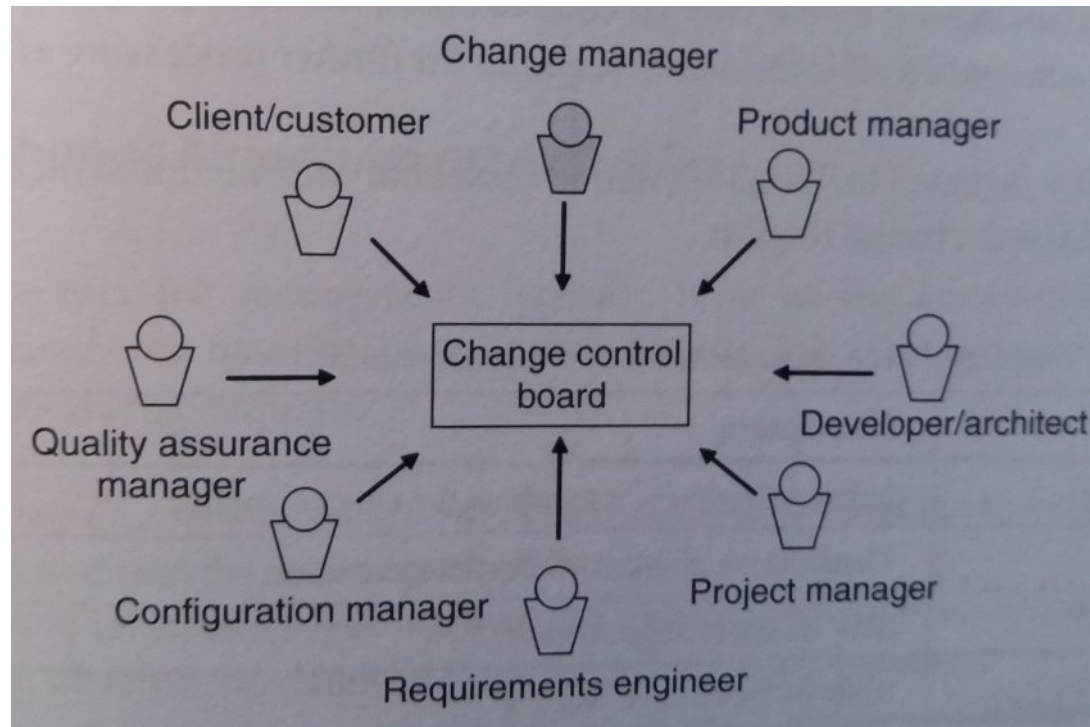 Change manager
Client/customer
Product manager
Change control
board
Developer/architect
Quality assurance
manager
Configuration manager
Project manager
Requirements engineer